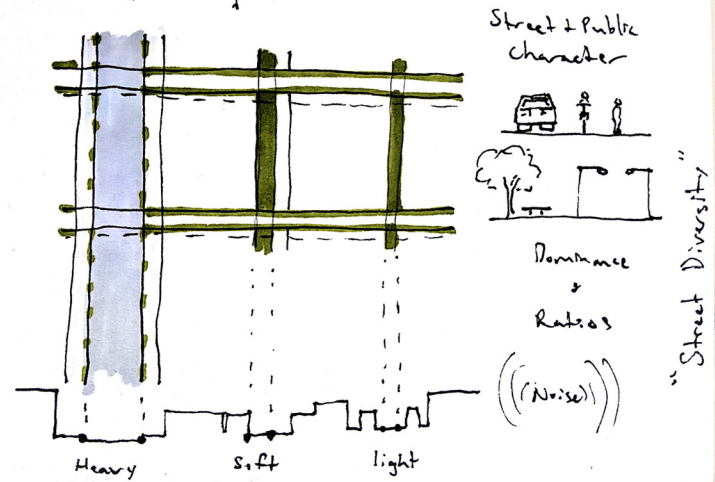 Street & Public
Character
Dominance
&
Ratios
((Noise))
"Street Diversity"
Heavy
Soft
light